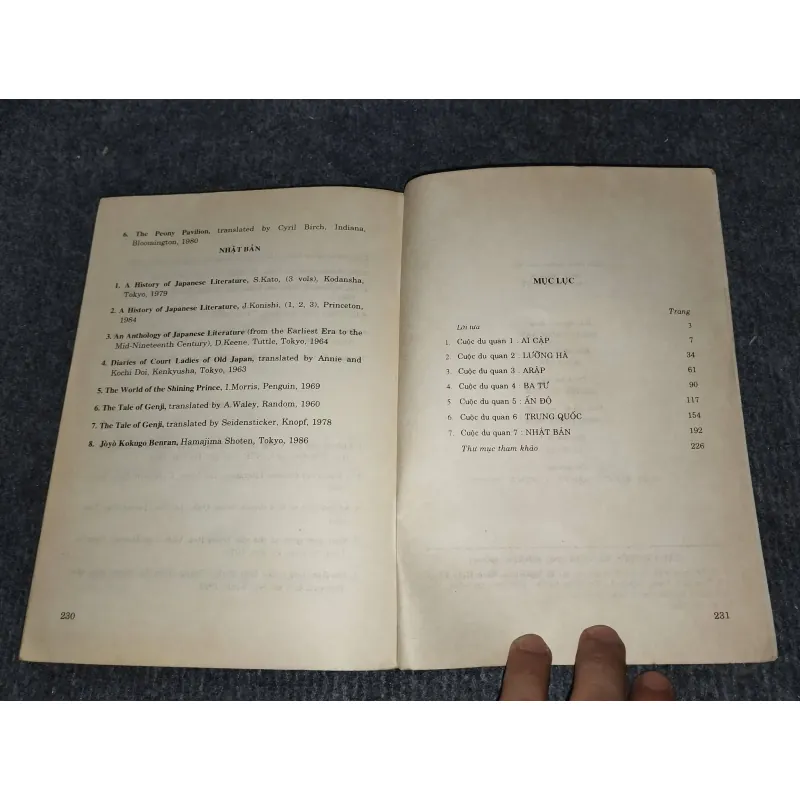 6. The Peony Pavilion, translated by Cyril Birch, Indiana,
Bloomington, 1980
NHẬT BẢN
1. A History of Japanese Literature, S.Kato, (3 vols), Kodansha,
Tokyo, 1979
2. A History of Japanese Literature, J.Konishi, (1, 2, 3), Princeton,
1984
3. An Anthology of Japanese Literature (from the Earliest Era to the
Mid-Nineteenth Century), D.Keene, Tuttle, Tokyo, 1964
4. Diaries of Court Ladies of Old Japan, translated by Annie and
Kochi Doi, Kenkyusha, Tokyo, 1963
5. The World of the Shining Prince, I.Morris, Penguin, 1969
6. The Tale of Genji, translated by A.Waley, Random, 1960
7. The Tale of Genji, translated by Seidensticker, Knopf, 1978
8. Jòyò Kokugo Benran, Hamajima Shoten, Tokyo, 1986
230
MỤC LỤC
Trang
Lời tựa 3
1. Cuộc du quan 1 : AI CẬP 7
2. Cuộc du quan 2 LƯỠNG HÀ 34
3. Cuộc du quan 3 : ARẬP 61
4. Cuộc du quan 4 : BA TƯ 90
5. Cuộc du quan 5 : ẤN ĐỘ 117
6 Cuộc du quan 6 : TRUNG QUỐC 154
7. Cuộc du quan 7 : NHẬT BẢN 192
Thư mục tham khảo 226
231